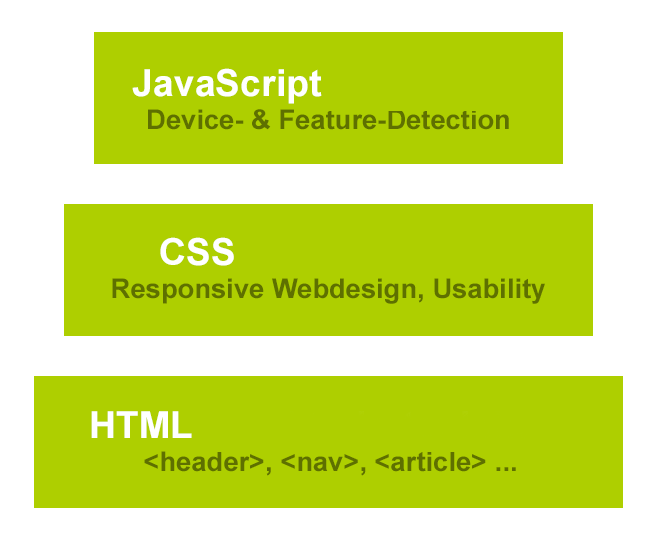 JavaScript
Device- & Feature-Detection
CSS
Responsive Webdesign, Usability
HTML
<header>, <nav>, <article> ...